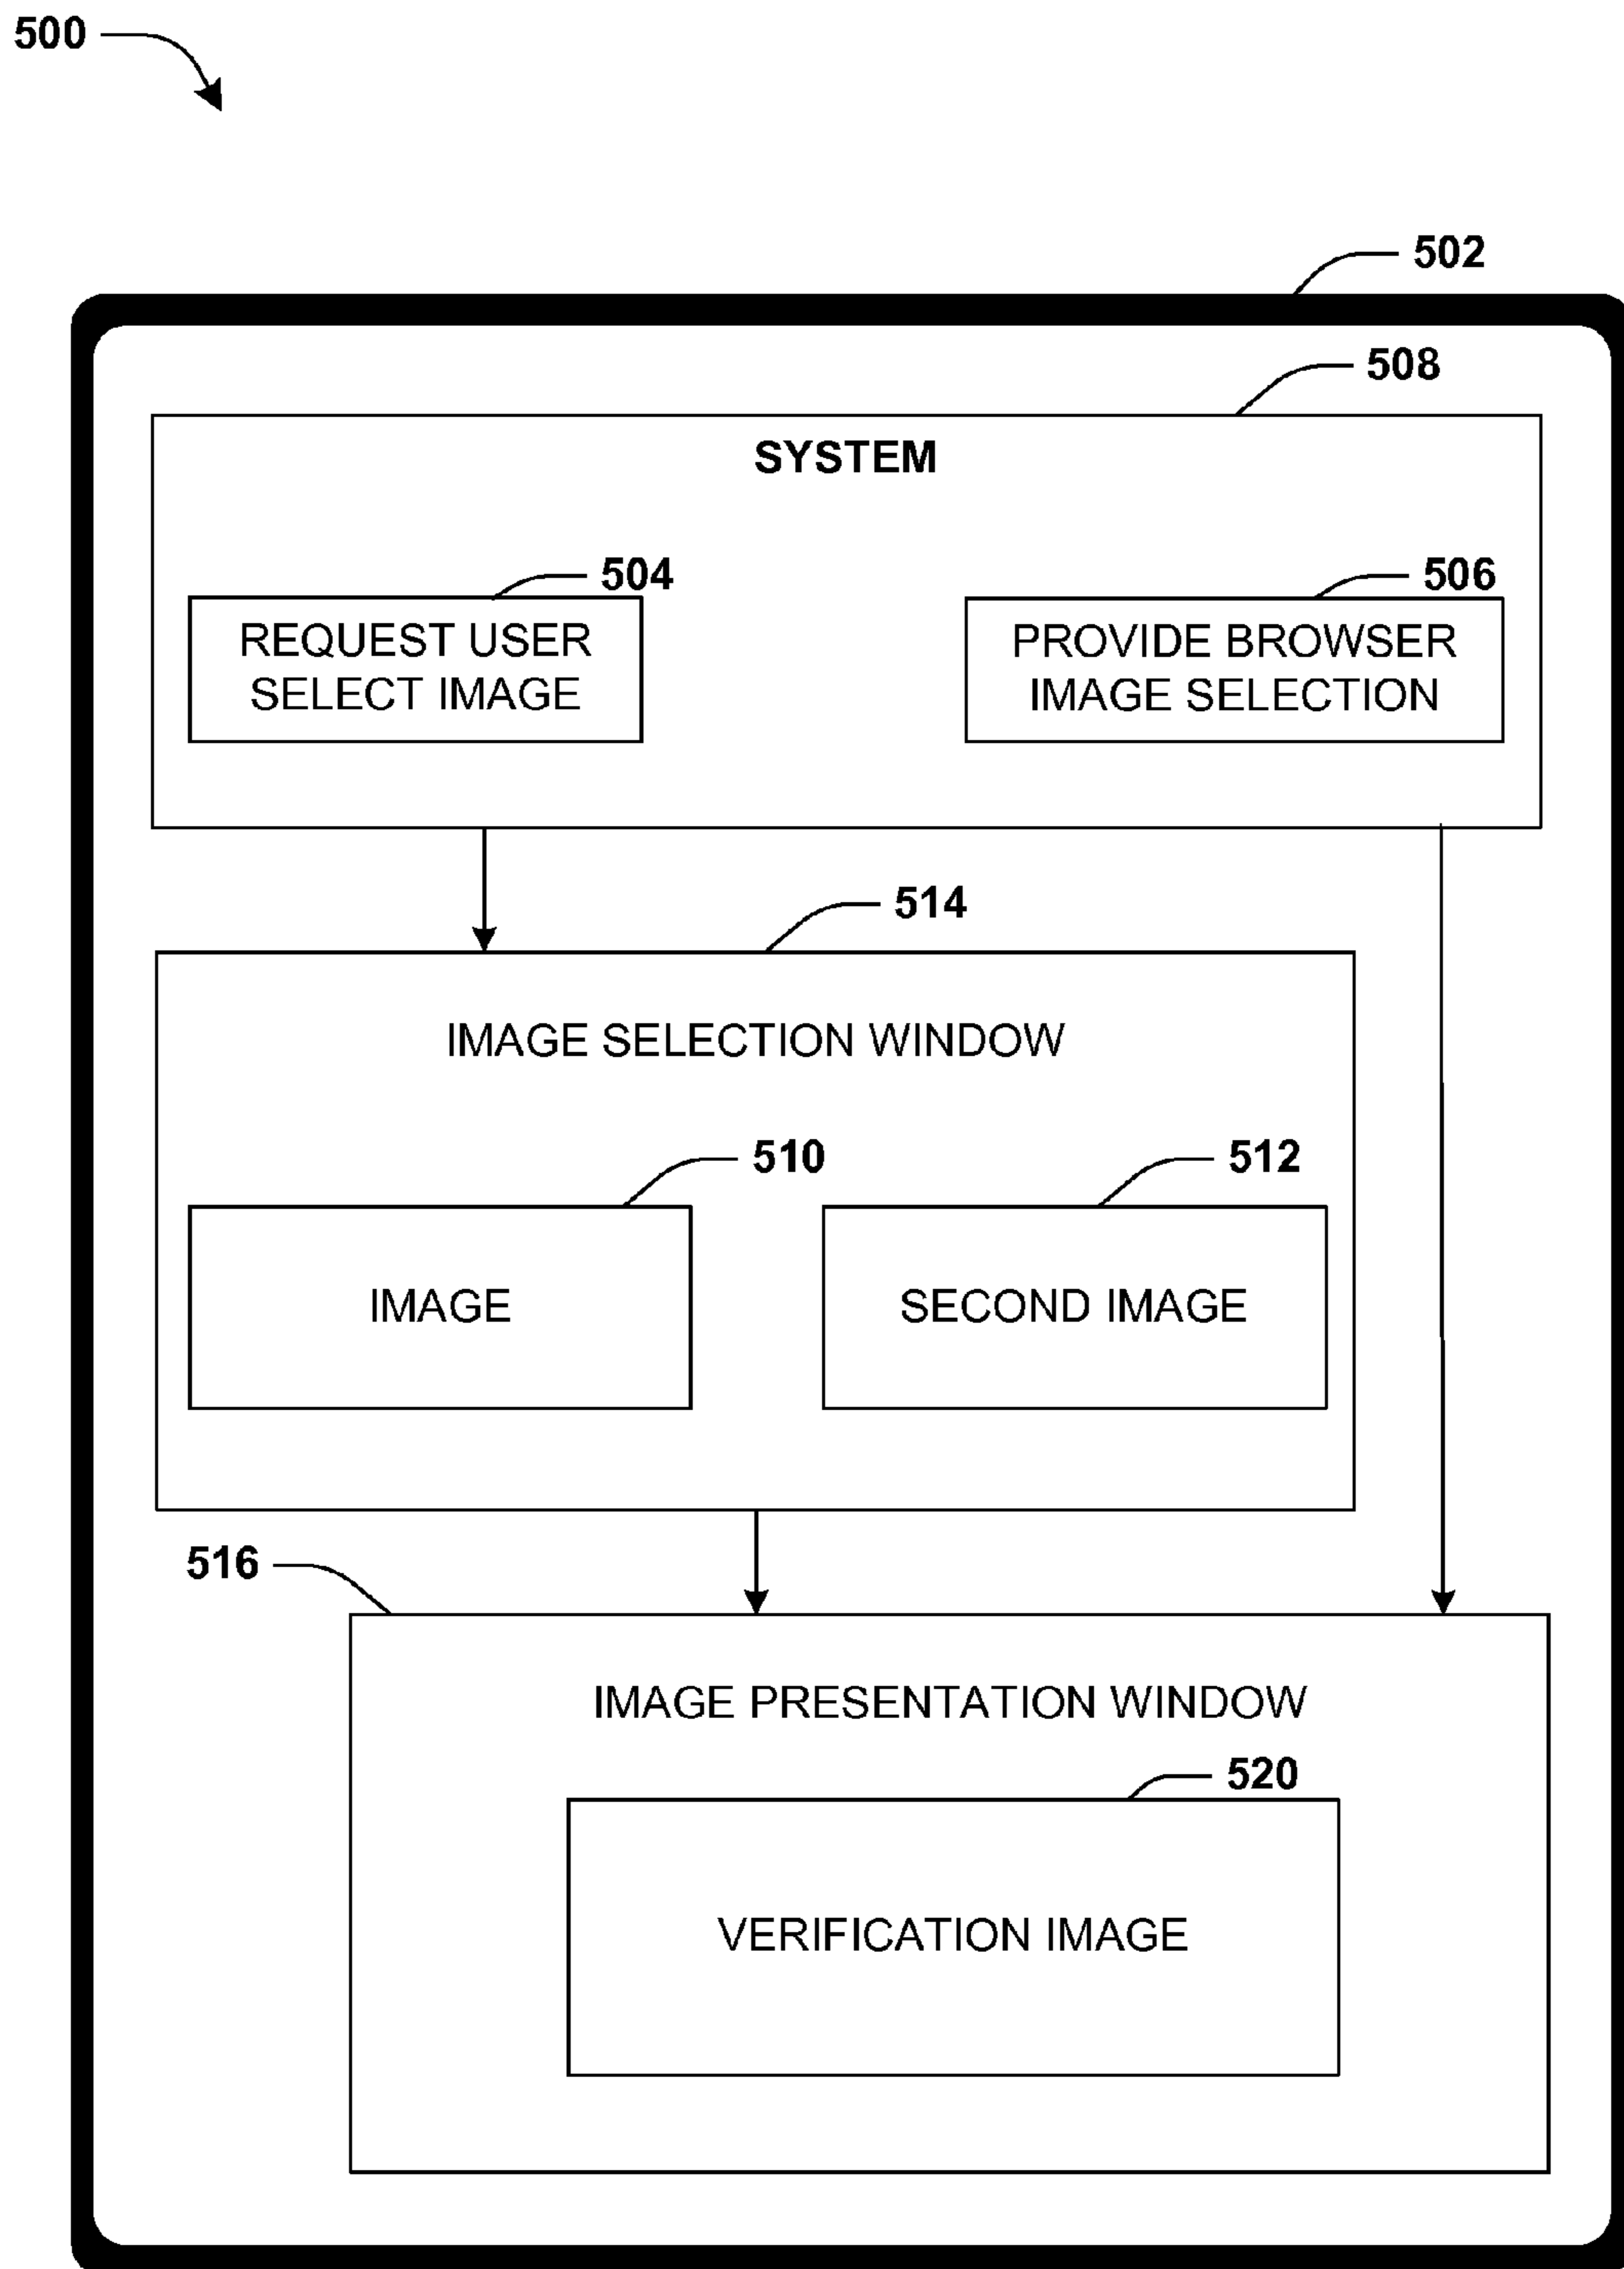 500
502
508
SYSTEM
504
506
REQUEST USER
SELECT IMAGE
PROVIDE BROWSER
IMAGE SELECTION
514
IMAGE SELECTION WINDOW
510
512
IMAGE
SECOND IMAGE
516
IMAGE PRESENTATION WINDOW
520
VERIFICATION IMAGE